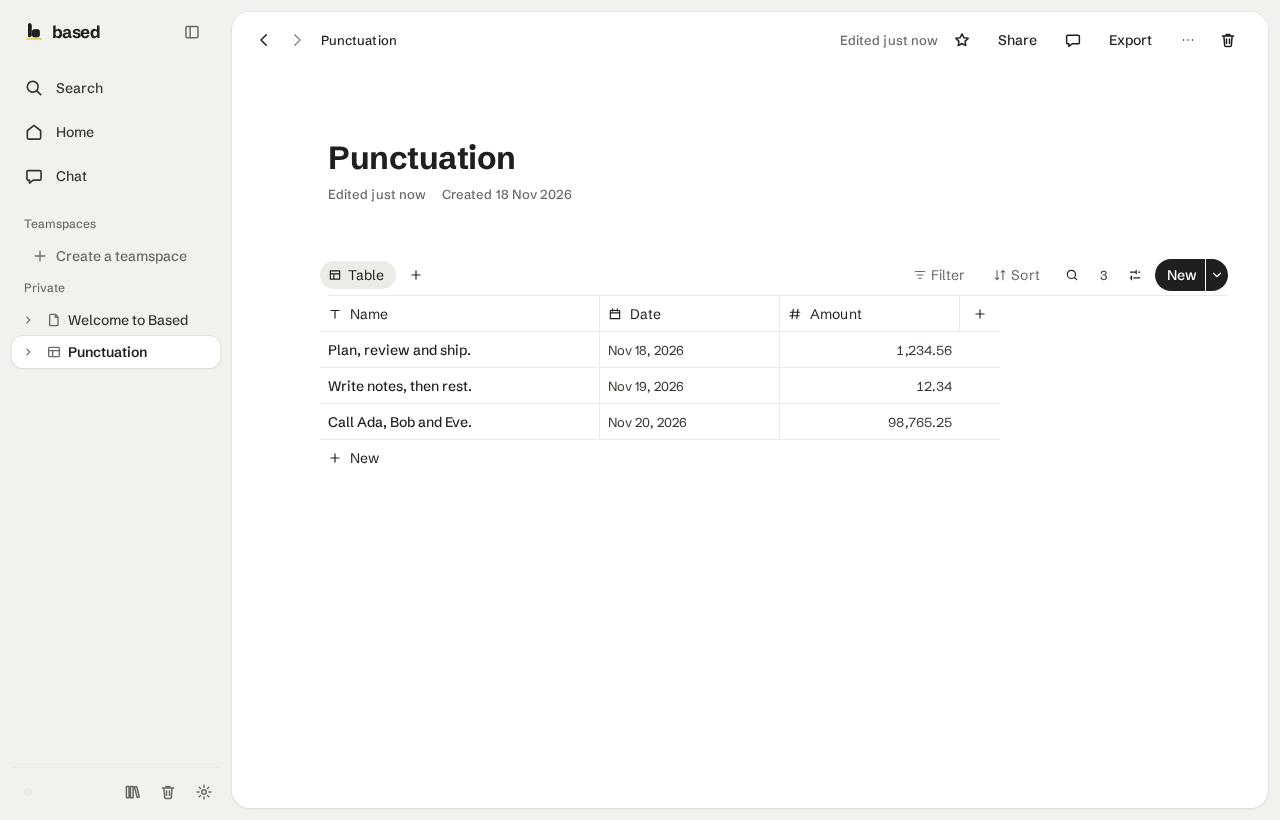 based
Search
Home
Chat
Teamspaces
Create a teamspace
Private
Welcome to Based
Punctuation
Punctuation
Edited just now
Share
Export
Punctuation
Edited just now Created 18 Nov 2026
Table
Filter Sort 3 New
Name Date Amount
Plan, review and ship. Nov 18, 2026 1,234.56
Write notes, then rest. Nov 19, 2026 12.34
Call Ada, Bob and Eve. Nov 20, 2026 98,765.25
New